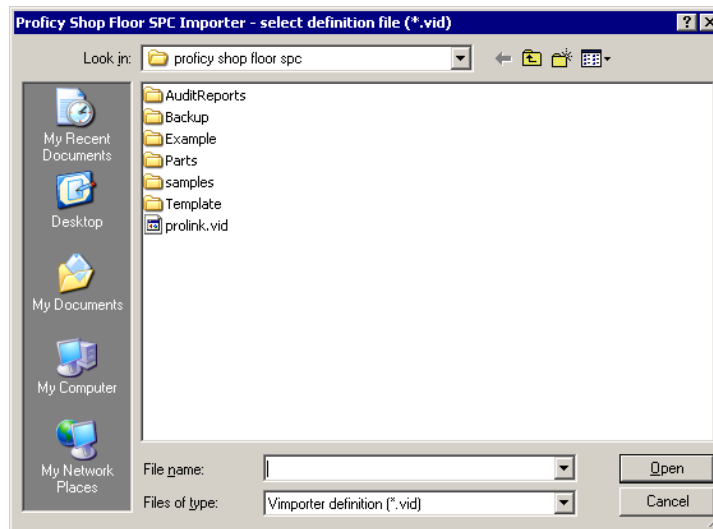 Proficy Shop Floor SPC Importer - select definition file (*.vid)
Look in:
proficy shop floor spc
My Recent
Documents
Desktop
My Documents
My Computer
My Network
Places
AuditReports
Backup
Example
Parts
samples
Template
prolink.vid
File name:
Open
Files of type:
Vimporter definition (*.vid)
Cancel